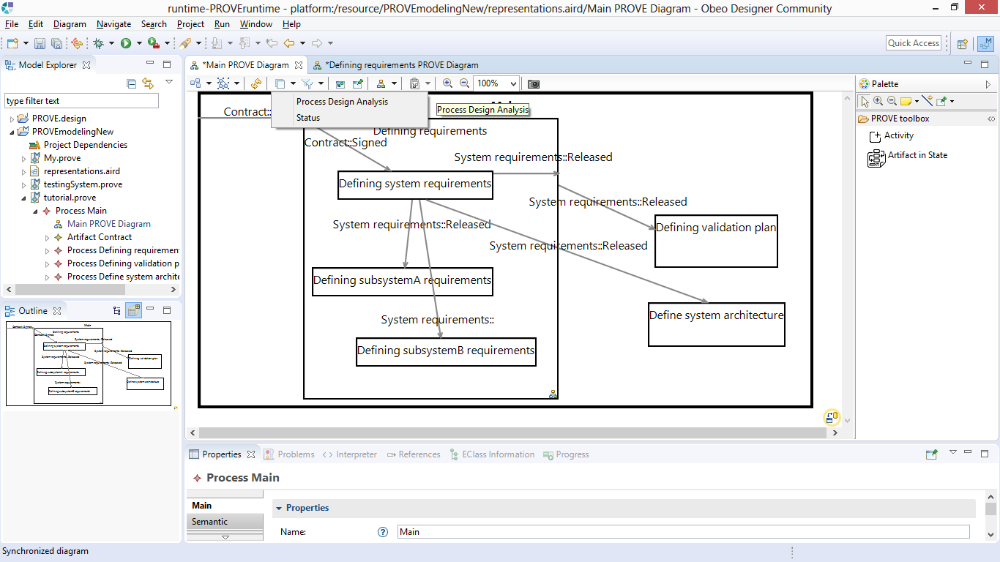 runtime-PROVEruntime - platform:/resource/PROVEmodelingNew/representations.aird/Main PROVE Diagram - Obeo Designer Community
File Edit Diagram Navigate Search Project Run Window Help
Quick Access
Model Explorer
type filter text
PROVE.design
PROVEmodelingNew
Project Dependencies
My.prove
representations.aird
testingSystem.prove
tutorial.prove
Process Main
Main PROVE Diagram
Artifact Contract
Process Defining requiremen
Process Defining validation p
Process Define system archite
Outline
*Main PROVE Diagram
*Defining requirements PROVE Diagram
100%
Process Design Analysis
Status
Process Design Analysis
Contract::
Defining requirements
Contract::Signed
System requirements::Released
Defining system requirements
System requirements::Released
System requirements::Released
Defining validation plan
System requirements::Released
Defining subsystemA requirements
Define system architecture
System requirements::
Defining subsystemB requirements
Palette
PROVE toolbox
Activity
Artifact in State
Properties
Problems
Interpreter
References
EClass Information
Progress
Process Main
Main
Semantic
Properties
Name:
Main
Synchronized diagram